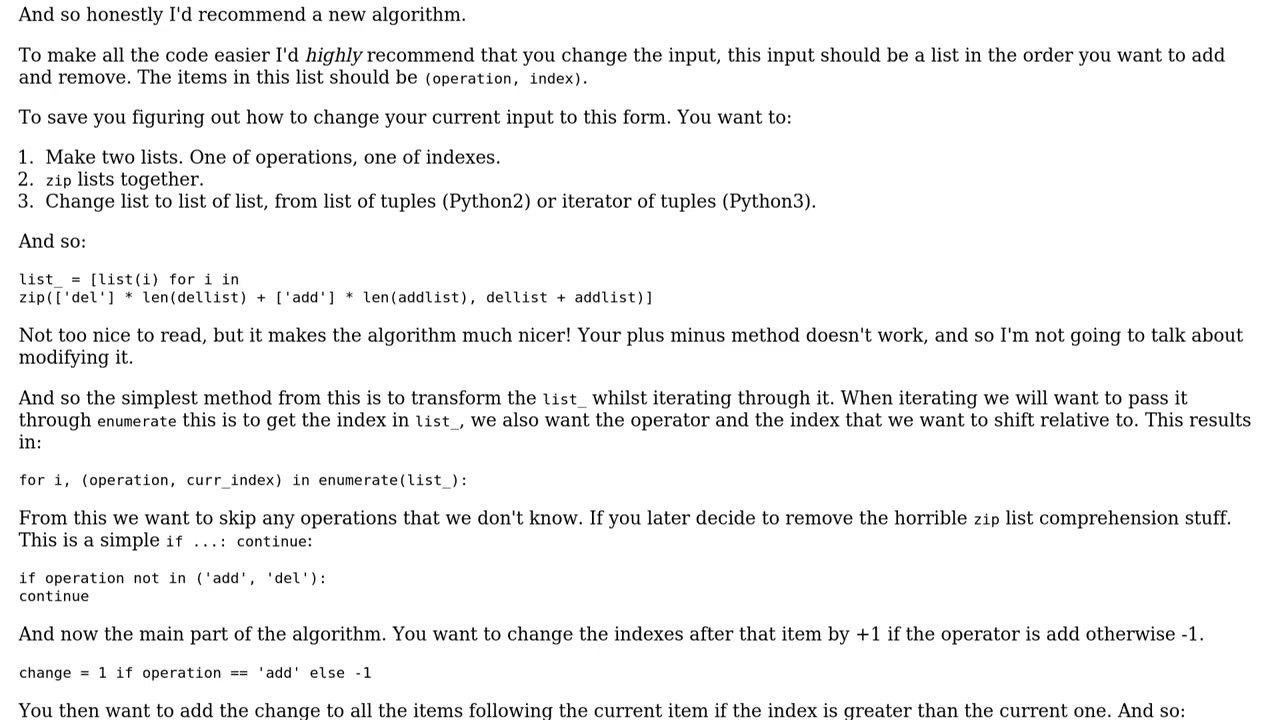 And so honestly I'd recommend a new algorithm.
To make all the code easier I'd highly recommend that you change the input, this input should be a list in the order you want to add
and remove. The items in this list should be (operation, index).
To save you figuring out how to change your current input to this form. You want to:
1. Make two lists. One of operations, one of indexes.
2. zip lists together.
3. Change list to list of list, from list of tuples (Python2) or iterator of tuples (Python3).
And so:
list_ = [list(i) for i in
zip(['del'] * len(dellist) + ['add'] * len(addlist), dellist + addlist)]
Not too nice to read, but it makes the algorithm much nicer! Your plus minus method doesn't work, and so I'm not going to talk about
modifying it.
And so the simplest method from this is to transform the list_ whilst iterating through it. When iterating we will want to pass it
through enumerate this is to get the index in list_, we also want the operator and the index that we want to shift relative to. This results
in:
for i, (operation, curr_index) in enumerate(list_):
From this we want to skip any operations that we don't know. If you later decide to remove the horrible zip list comprehension stuff.
This is a simple if ...: continue:
if operation not in ('add', 'del'):
continue
And now the main part of the algorithm. You want to change the indexes after that item by +1 if the operator is add otherwise -1.
change = 1 if operation == 'add' else -1
You then want to add the change to all the items following the current item if the index is greater than the current one. And so: